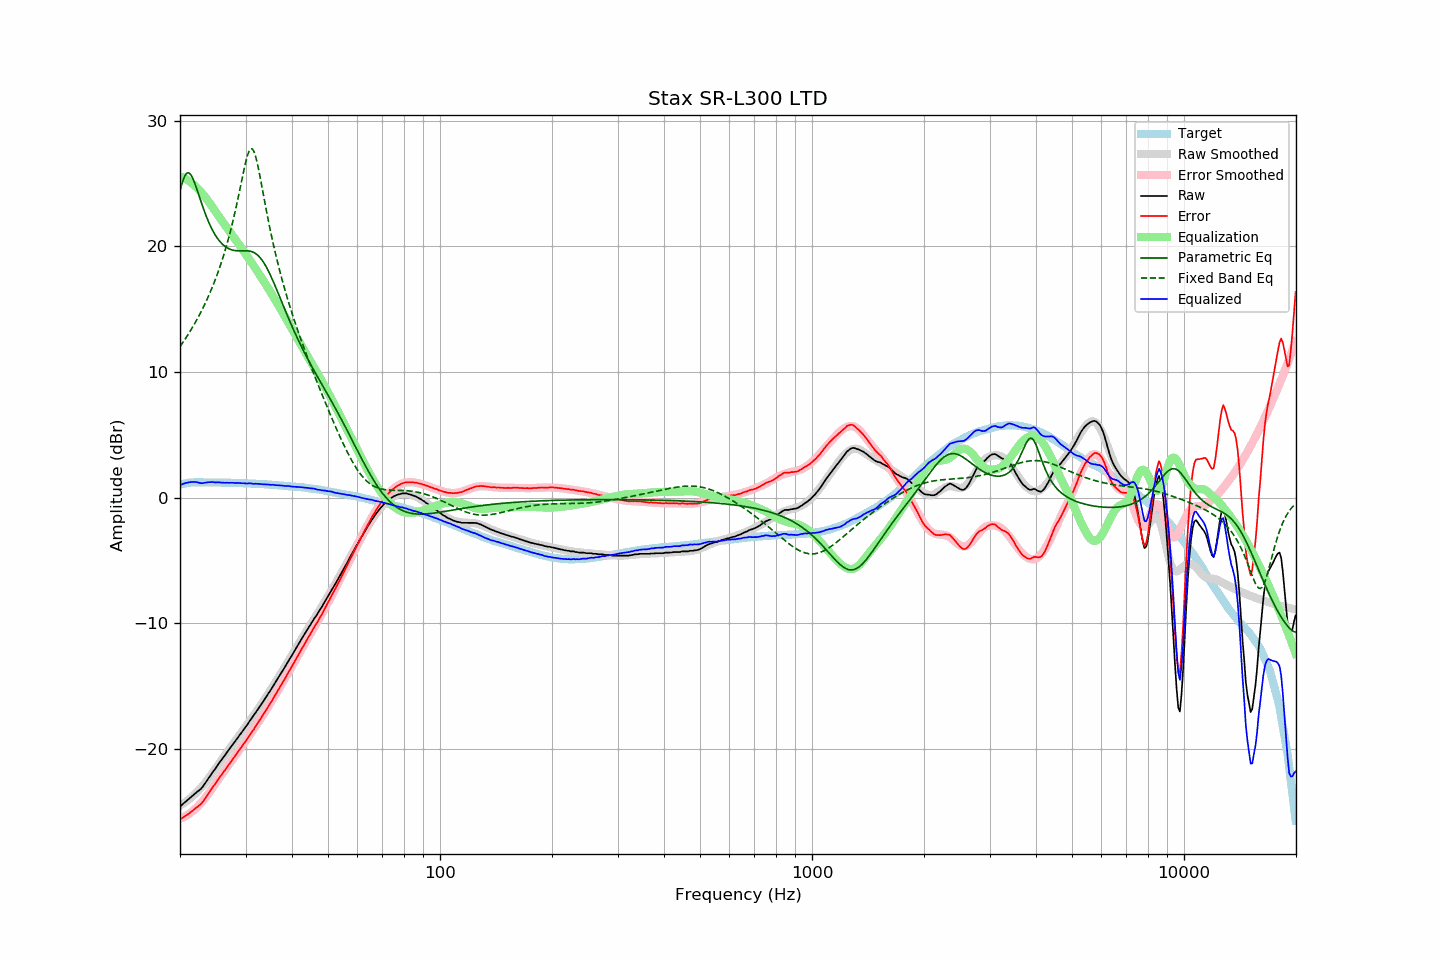 Stax SR-L300 LTD
Amplitude (dBr)
30
20
10
0
−10
−20
100
1000
10000
Frequency (Hz)
Target
Raw Smoothed
Error Smoothed
Raw
Error
Equalization
Parametric Eq
Fixed Band Eq
Equalized